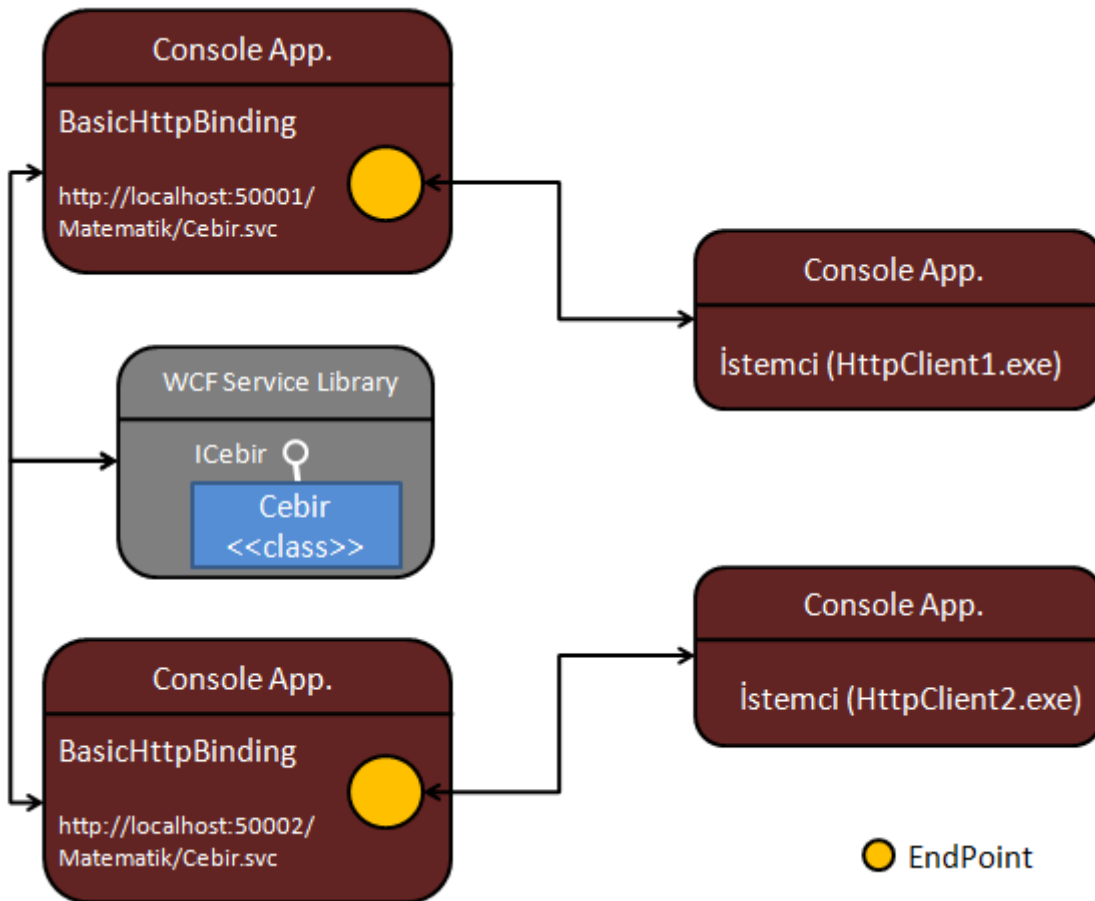 Console App.
BasicHttpBinding
http://localhost:50001/
Matematik/Cebir.svc
Console App.
İstemci (HttpClient1.exe)
WCF Service Library
ICebir
Cebir
<<class>>
Console App.
İstemci (HttpClient2.exe)
Console App.
BasicHttpBinding
http://localhost:50002/
Matematik/Cebir.svc
EndPoint